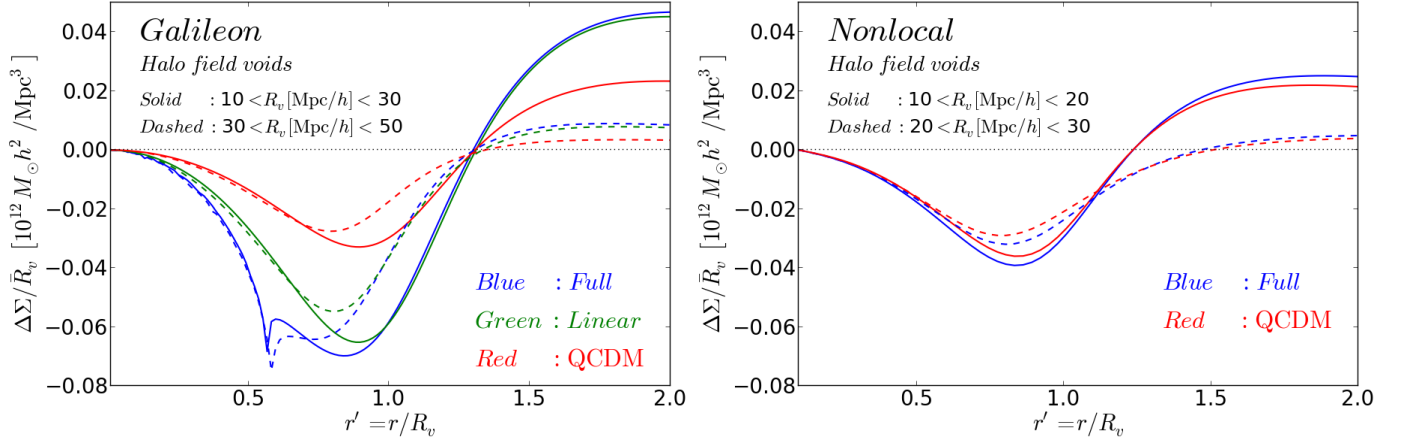 Galileon
Halo field voids
Solid : 10 <R_v[Mpc/h] < 30
Dashed : 30 <R_v[Mpc/h] < 50
Blue : Full
Green : Linear
Red : QCDM
0.04
0.02
0.00
−0.02
−0.04
−0.06
−0.08
ΔΣ/R̄_v [10^12 M_⊙h^2 /Mpc^3 ]
0.5 1.0 1.5 2.0
r′ =r/R_v
Nonlocal
Halo field voids
Solid : 10 <R_v[Mpc/h] < 20
Dashed : 20 <R_v[Mpc/h] < 30
Blue : Full
Red : QCDM
0.04
0.02
0.00
−0.02
−0.04
−0.06
−0.08
ΔΣ/R̄_v [10^12 M_⊙h^2 /Mpc^3 ]
0.5 1.0 1.5 2.0
r′ =r/R_v